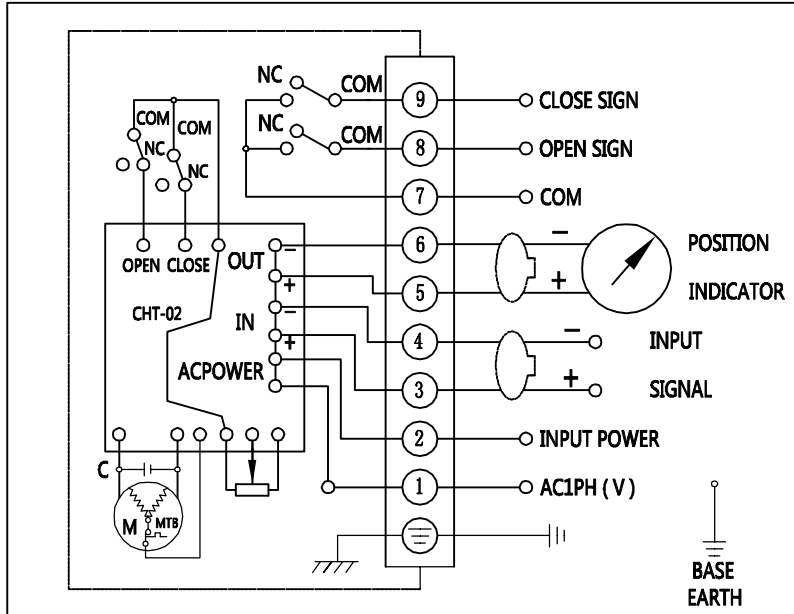 NC COM 9 CLOSE SIGN
COM COM NC COM 8 OPEN SIGN
NC
NC 7 COM
OPEN CLOSE OUT − 6 − POSITION
+ 5 + INDICATOR
CHT-02 IN − 4 − INPUT
+ 3 + SIGNAL
ACPOWER
2 INPUT POWER
C 1 AC1PH ( V )
M MTB
BASE
EARTH